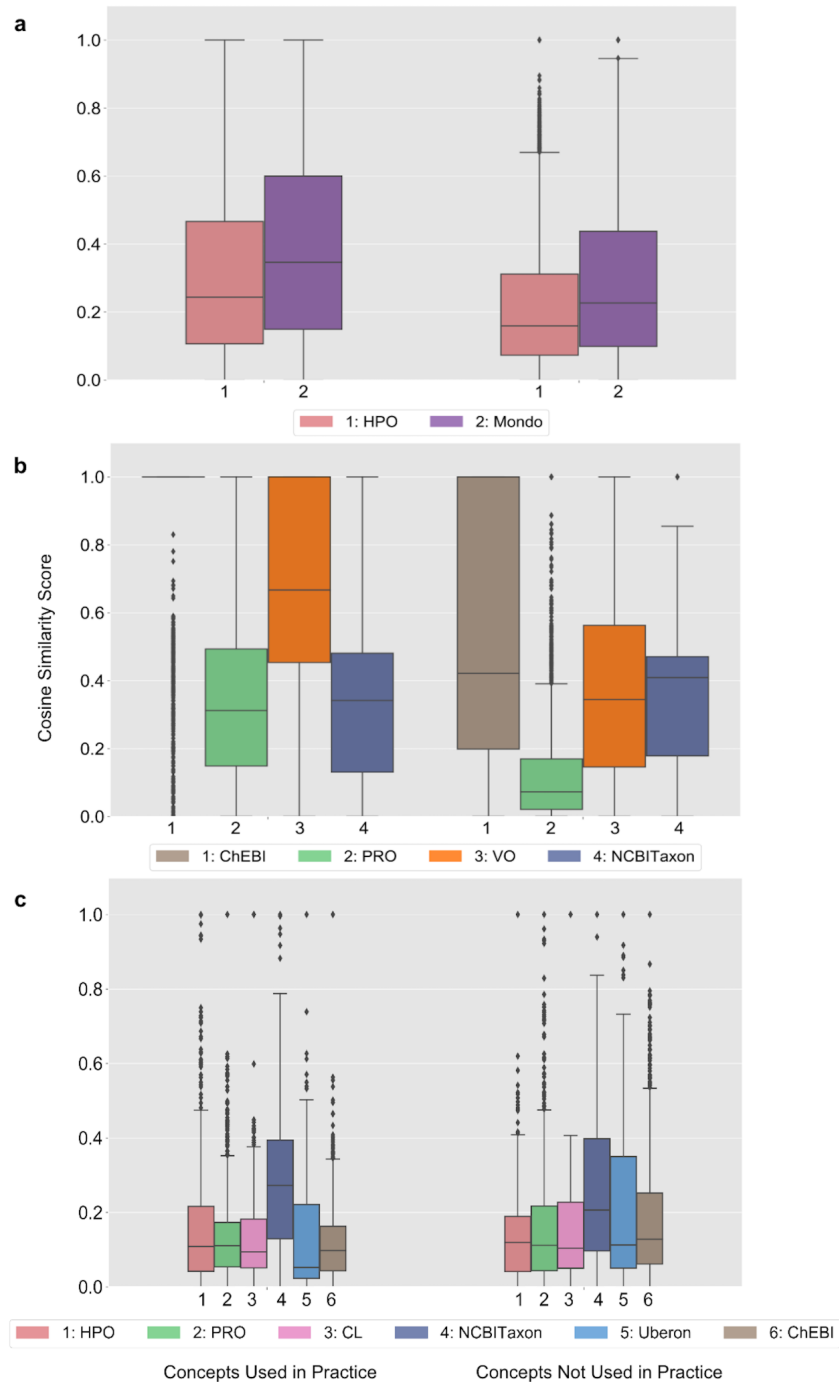 a
1.0
0.8
0.6
0.4
0.2
0.0
1 2 1 2
1: HPO 2: Mondo
b
1.0
0.8
0.6
0.4
0.2
0.0
Cosine Similarity Score
1 2 3 4 1 2 3 4
1: ChEBI 2: PRO 3: VO 4: NCBITaxon
c
1.0
0.8
0.6
0.4
0.2
0.0
1 2 3 4 5 6 1 2 3 4 5 6
1: HPO 2: PRO 3: CL 4: NCBITaxon 5: Uberon 6: ChEBI
Concepts Used in Practice Concepts Not Used in Practice